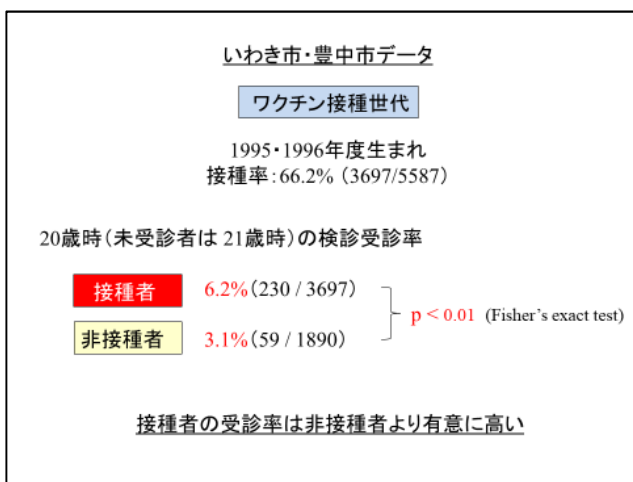 いわき市・豊中市データ
ワクチン接種世代
1995・1996年度生まれ
接種率:66.2% (3697/5587)
20歳時(未受診者は 21歳時)の検診受診率
接種者 6.2%(230 / 3697)
p < 0.01 (Fisher's exact test)
非接種者 3.1%(59 / 1890)
接種者の受診率は非接種者より有意に高い